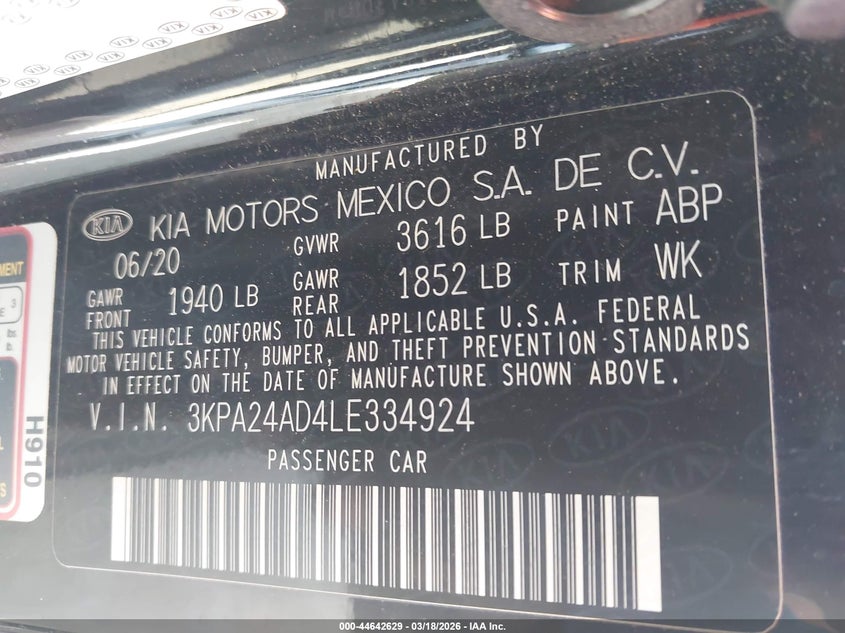 MANUFACTURED BY
KIA KIA MOTORS MEXICO S.A. DE C.V.
06/20 GVWR 3616 LB PAINT ABP
GAWR FRONT 1940 LB GAWR REAR 1852 LB TRIM WK
THIS VEHICLE CONFORMS TO ALL APPLICABLE U.S.A. FEDERAL
MOTOR VEHICLE SAFETY, BUMPER, AND THEFT PREVENTION STANDARDS
IN EFFECT ON THE DATE OF MANUFACTURE SHOWN ABOVE.
V.I.N. 3KPA24AD4LE334924
PASSENGER CAR
H910
000-44642629 - 03/18/2026 - IAA Inc.